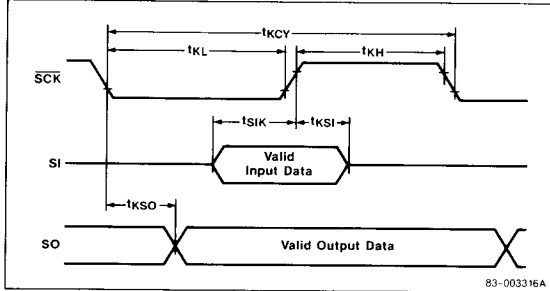 tKCY
tKL
tKH
SCK
tSIK
tKSI
SI
Valid
Input Data
tKSO
SO
Valid Output Data
83-003316A